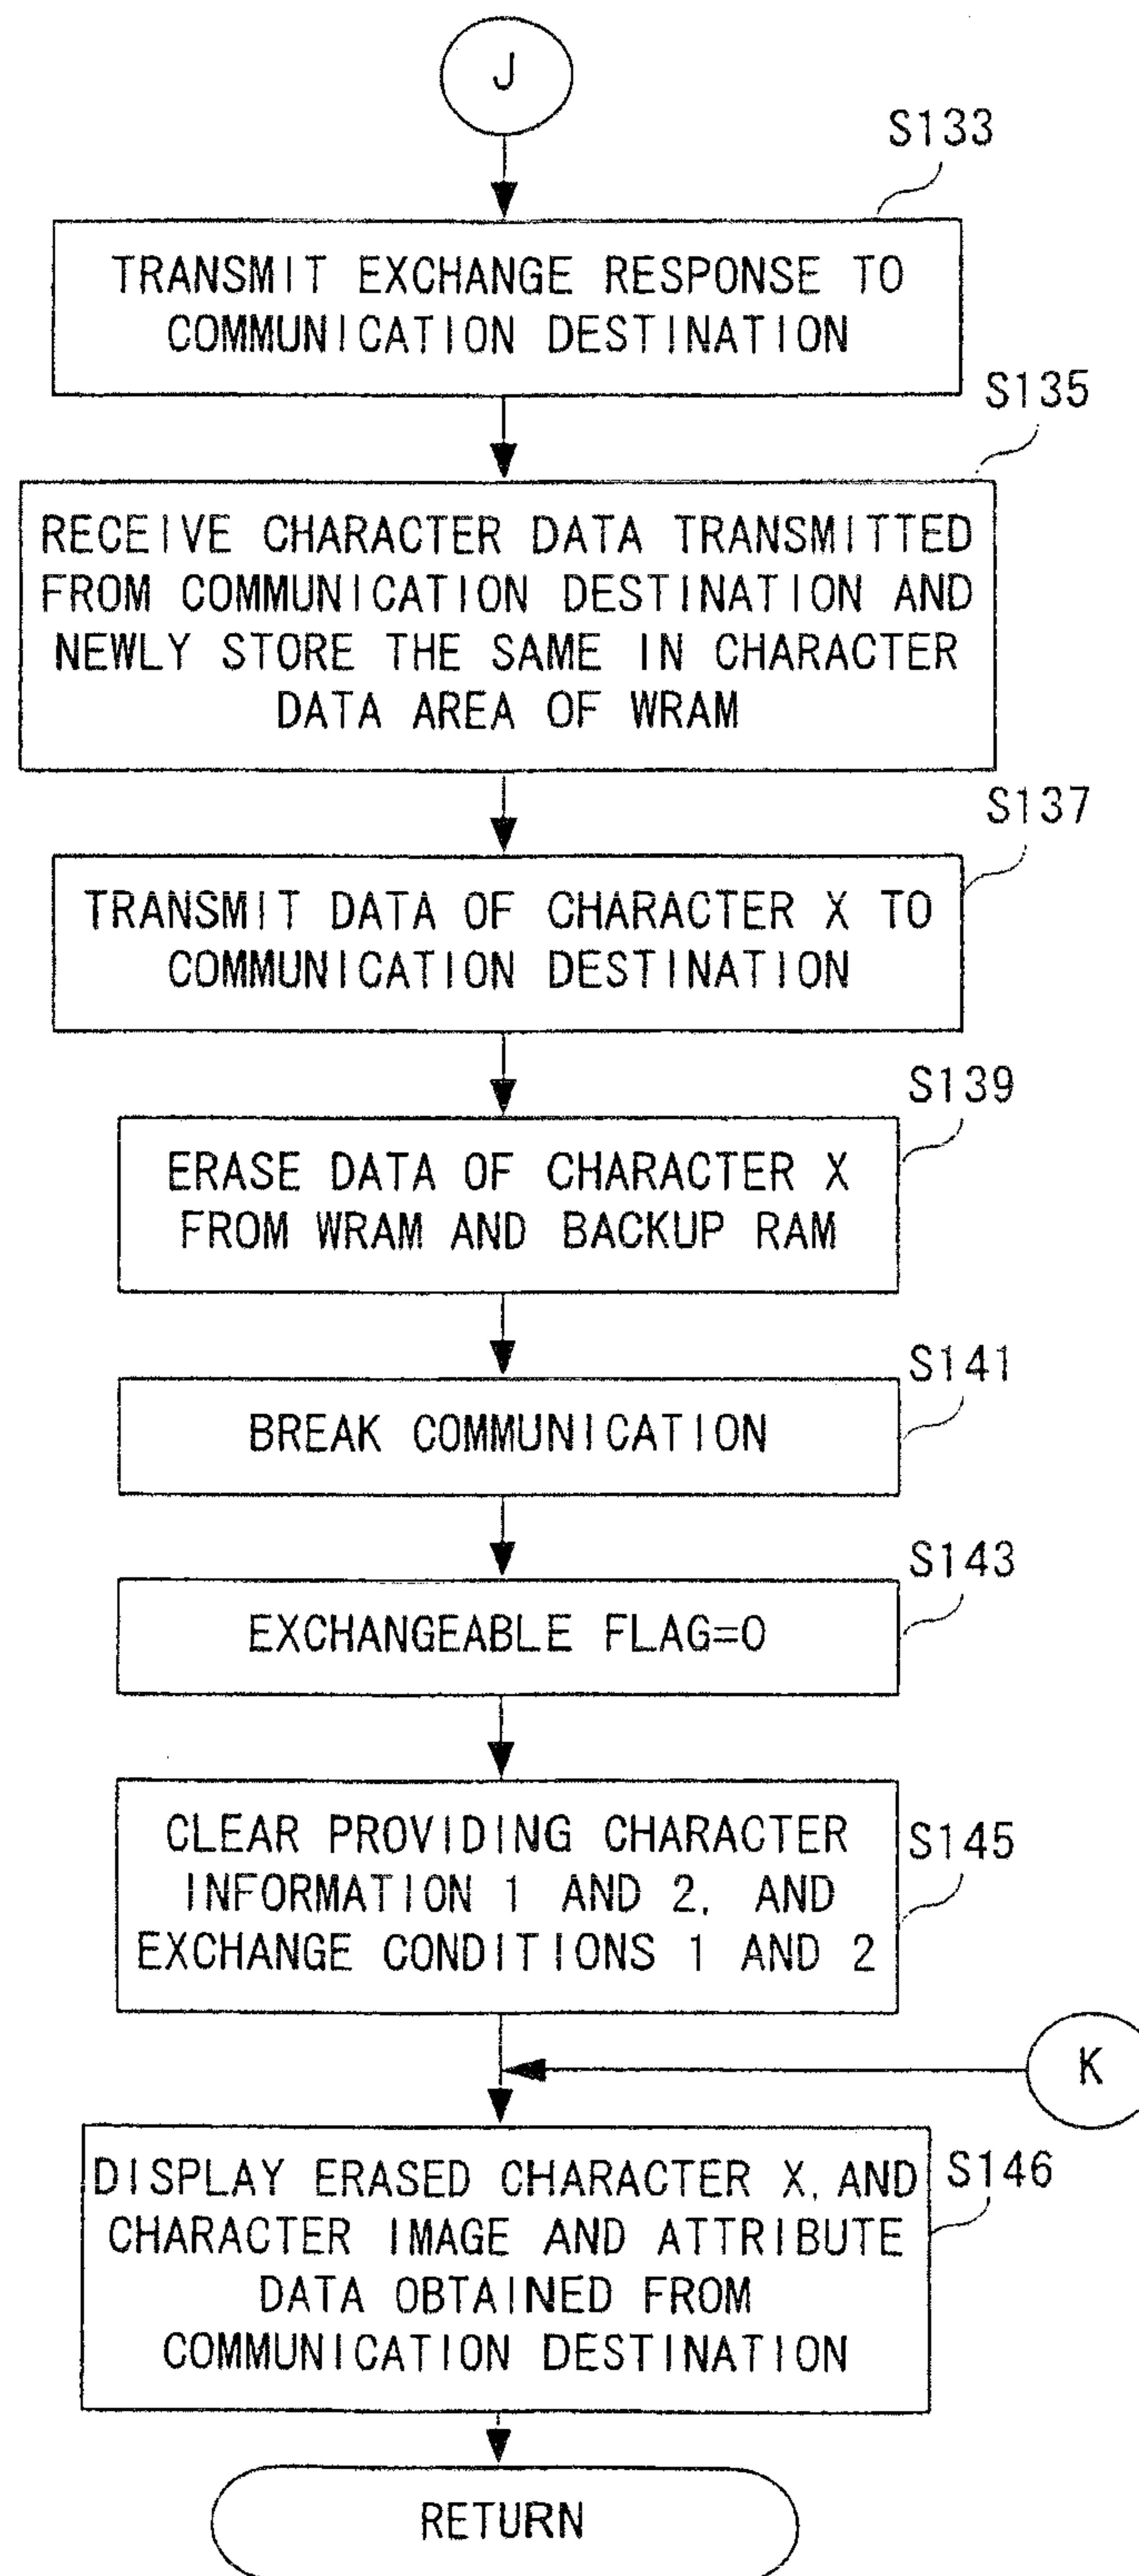 J
S133
TRANSMIT EXCHANGE RESPONSE TO
COMMUNICATION DESTINATION
S135
RECEIVE CHARACTER DATA TRANSMITTED
FROM COMMUNICATION DESTINATION AND
NEWLY STORE THE SAME IN CHARACTER
DATA AREA OF WRAM
S137
TRANSMIT DATA OF CHARACTER X TO
COMMUNICATION DESTINATION
S139
ERASE DATA OF CHARACTER X
FROM WRAM AND BACKUP RAM
S141
BREAK COMMUNICATION
S143
EXCHANGEABLE FLAG=0
S145
CLEAR PROVIDING CHARACTER
INFORMATION 1 AND 2, AND
EXCHANGE CONDITIONS 1 AND 2
K
S146
DISPLAY ERASED CHARACTER X, AND
CHARACTER IMAGE AND ATTRIBUTE
DATA OBTAINED FROM
COMMUNICATION DESTINATION
RETURN